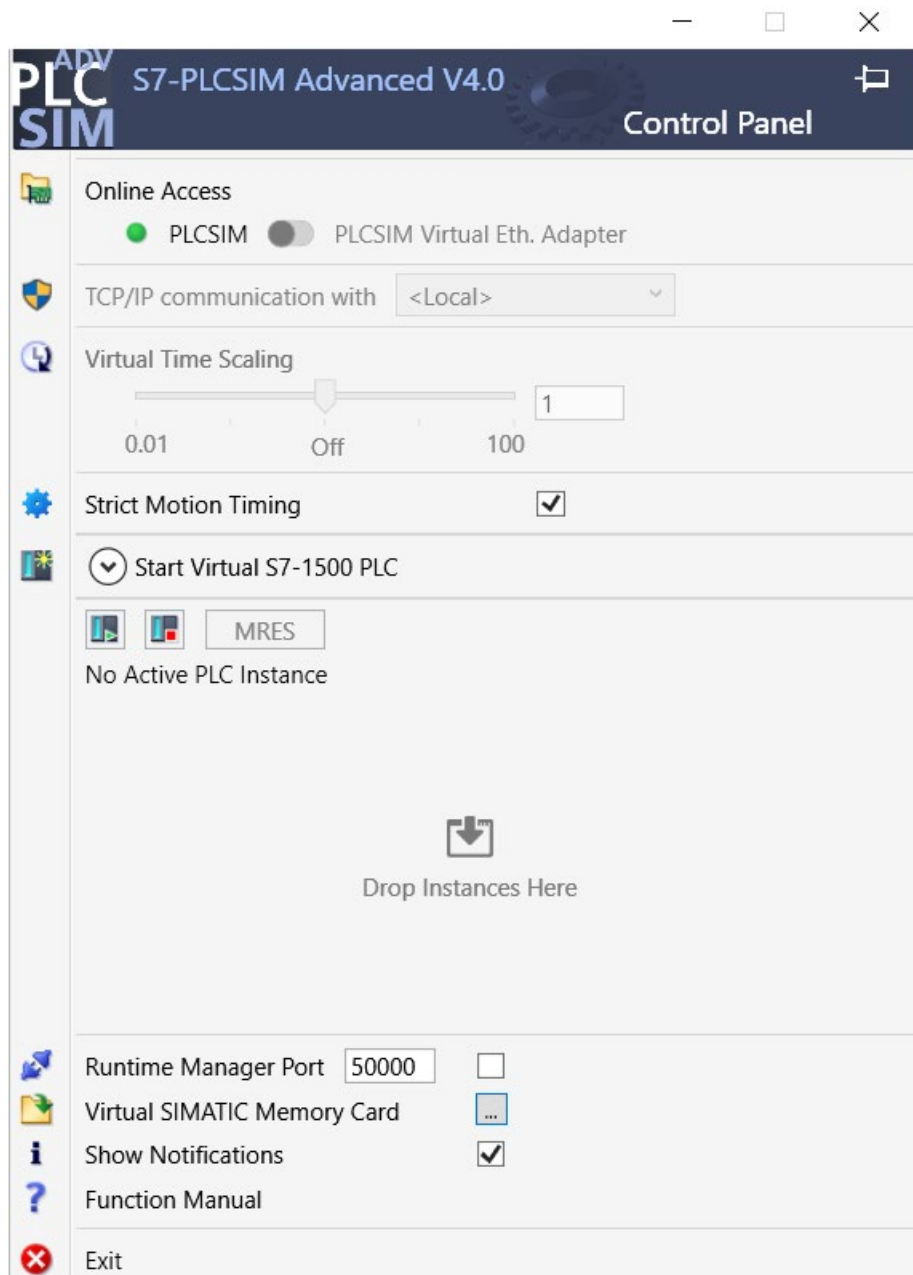 ADV
PLC
SIM
S7-PLCSIM Advanced V4.0
Control Panel
Online Access
PLCSIM PLCSIM Virtual Eth. Adapter
TCP/IP communication with <Local>
Virtual Time Scaling
1
0.01 Off 100
Strict Motion Timing
Start Virtual S7-1500 PLC
MRES
No Active PLC Instance
Drop Instances Here
Runtime Manager Port 50000
Virtual SIMATIC Memory Card ...
Show Notifications
Function Manual
Exit